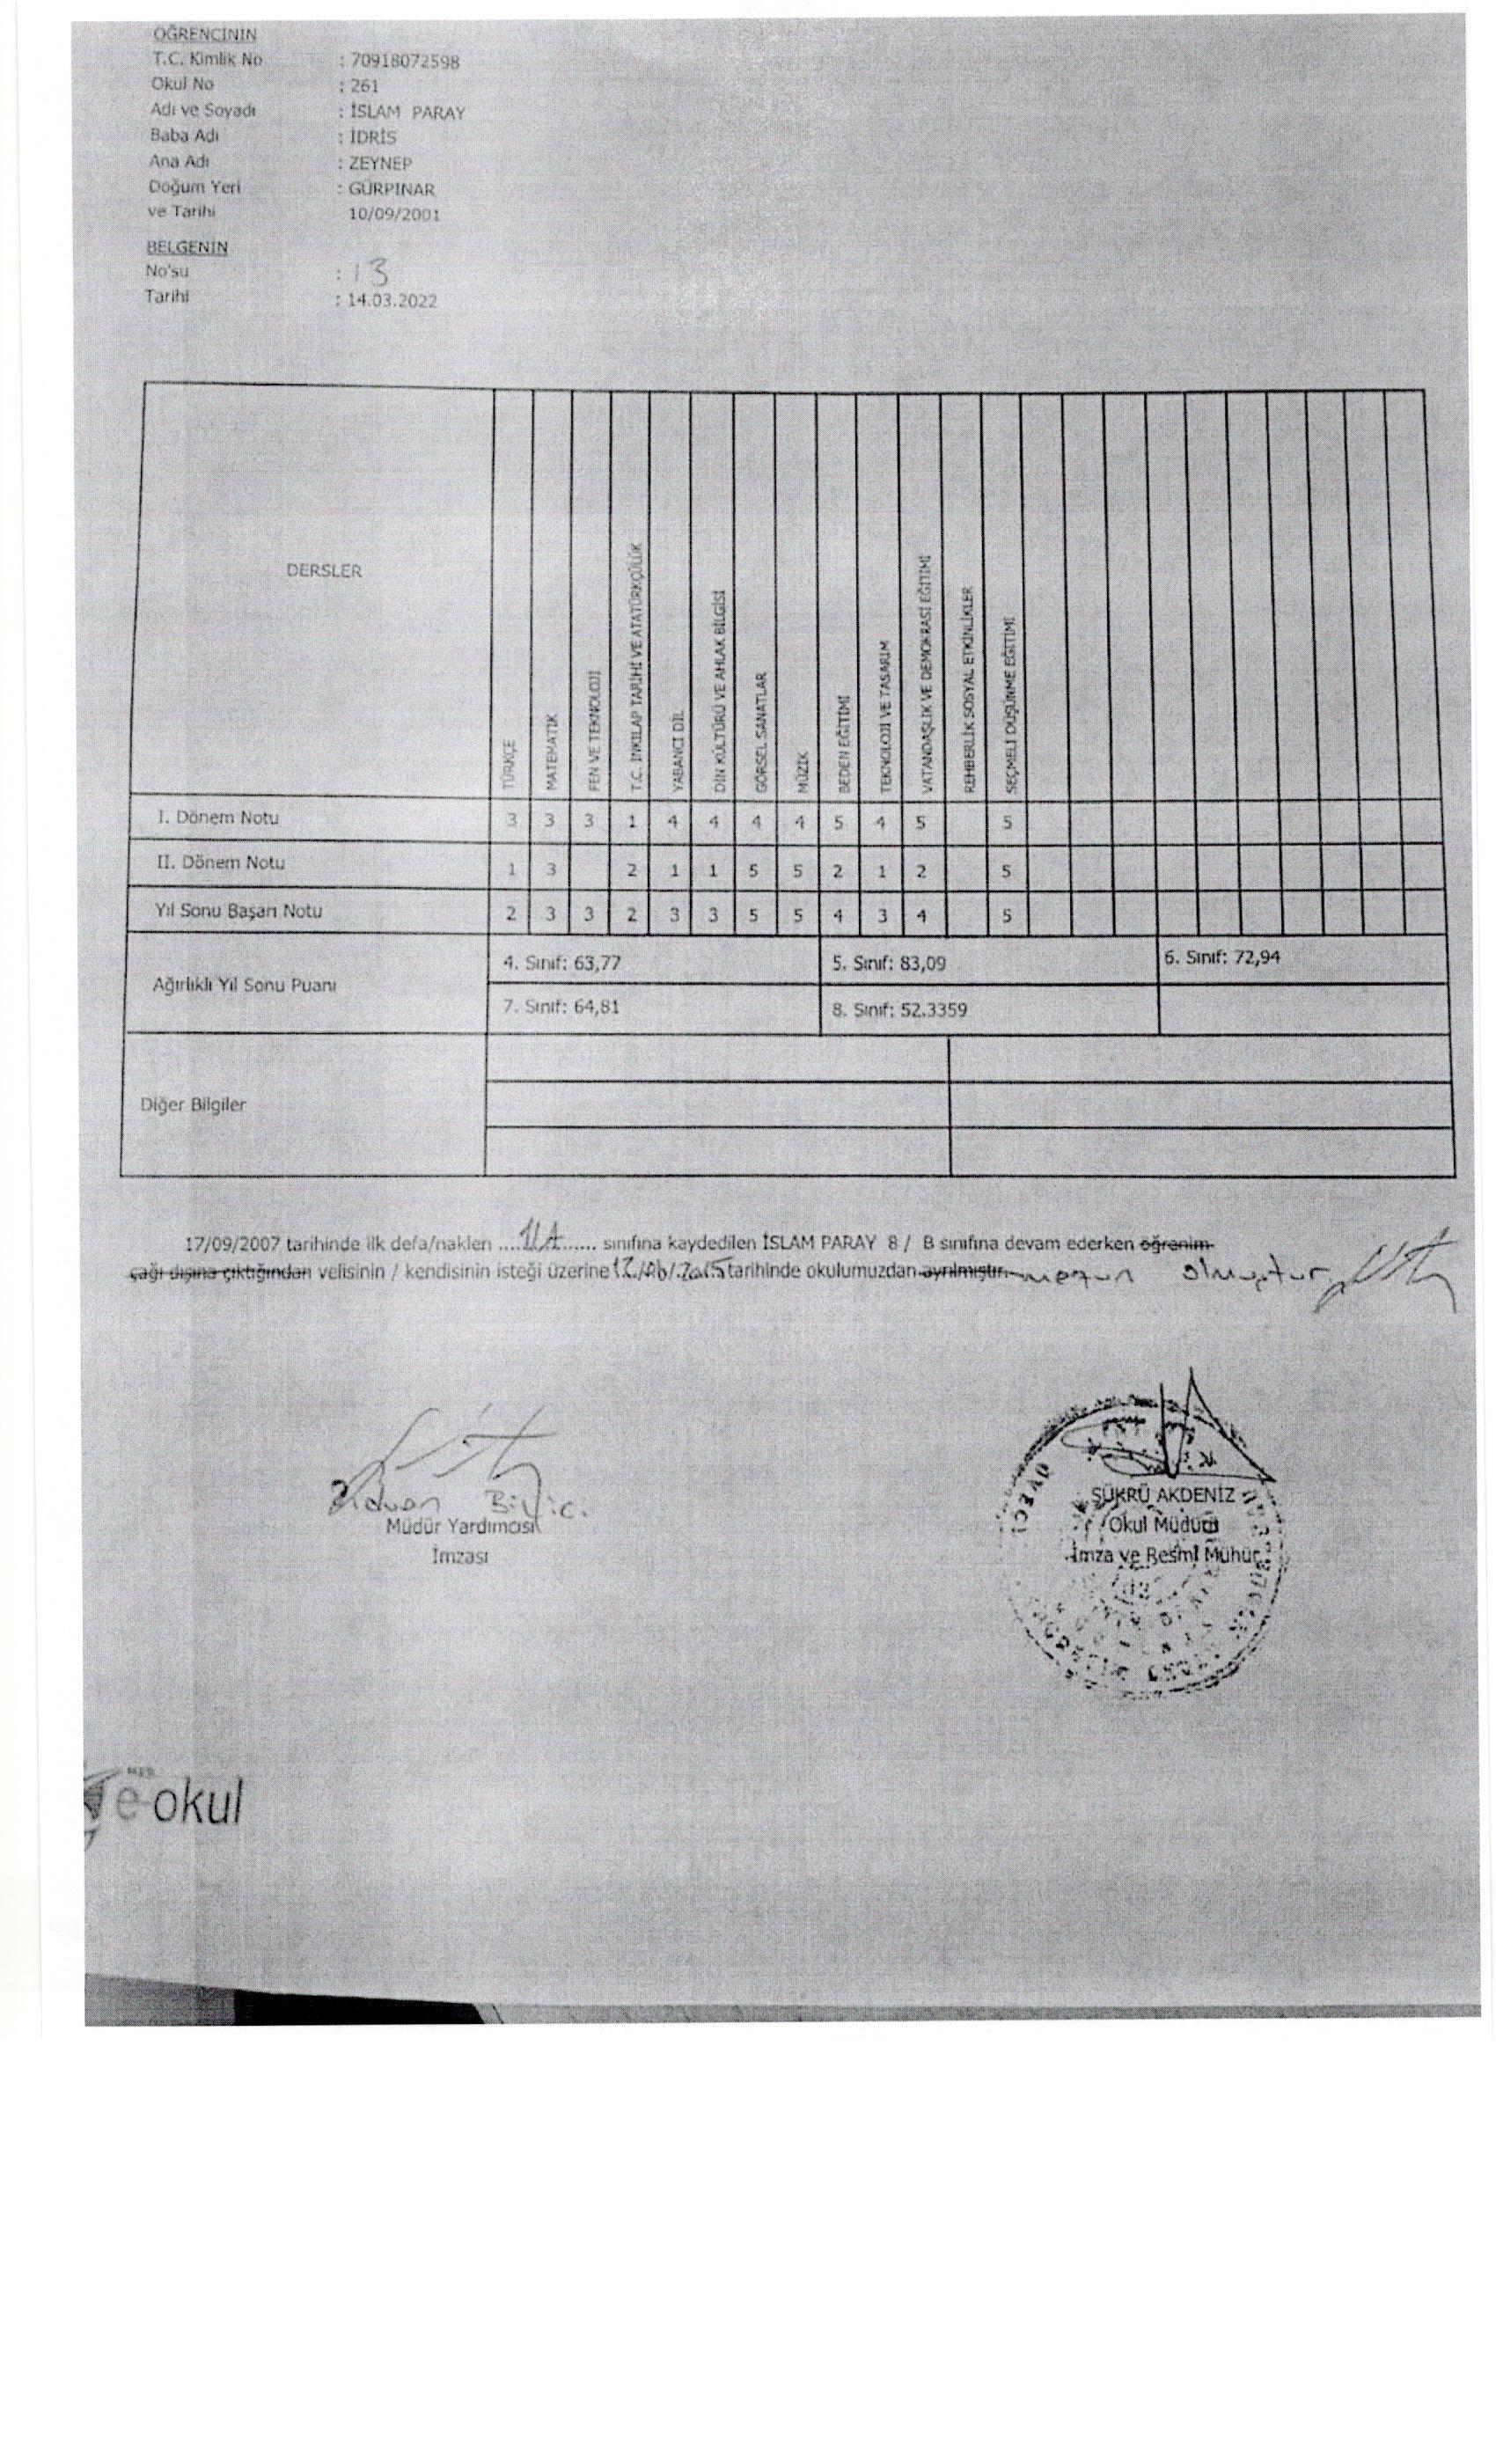 ÖĞRENCİNİN
T.C. Kimlik No : 70918072598
Okul No : 261
Adı ve Soyadı : İSLAM PARAY
Baba Adı : İDRİS
Ana Adı : ZEYNEP
Doğum Yeri : GÜRPINAR
ve Tarihi 10/09/2001
BELGENİN
No'su : 13
Tarihi : 14.03.2022
DERSLER
TÜRKÇE
MATEMATİK
FEN VE TEKNOLOJİ
T.C. İNKILAP TARİHİ VE ATATÜRKÇÜLÜK
YABANCI DİL
DİN KÜLTÜRÜ VE AHLAK BİLGİSİ
GÖRSEL SANATLAR
MÜZİK
BEDEN EĞİTİMİ
TEKNOLOJİ VE TASARIM
VATANDAŞLIK VE DEMOKRASİ EĞİTİMİ
REHBERLİK SOSYAL ETKİNLİKLER
SEÇMELİ DÜŞÜNME EĞİTİMİ
I. Dönem Notu 3 3 3 1 4 4 4 4 5 4 5 5
II. Dönem Notu 1 3 2 1 1 5 5 2 1 2 5
Yıl Sonu Başarı Notu 2 3 3 2 3 3 5 5 4 3 4 5
Ağırlıklı Yıl Sonu Puanı
4. Sınıf: 63,77 5. Sınıf: 83,09 6. Sınıf: 72,94
7. Sınıf: 64,81 8. Sınıf: 52.3359
Diğer Bilgiler
17/09/2007 tarihinde ilk defa/naklen ....1/A...... sınıfına kaydedilen İSLAM PARAY 8 / B sınıfına devam ederken öğrenim
çağı dışına çıktığından velisinin / kendisinin isteği üzerine 12/06/2015 tarihinde okulumuzdan ayrılmıştır. mezun olmuştur
Müdür Yardımcısı
İmzası
ŞÜKRÜ AKDENİZ
Okul Müdürü
İmza ve Resmi Mühür
MEB
e-okul